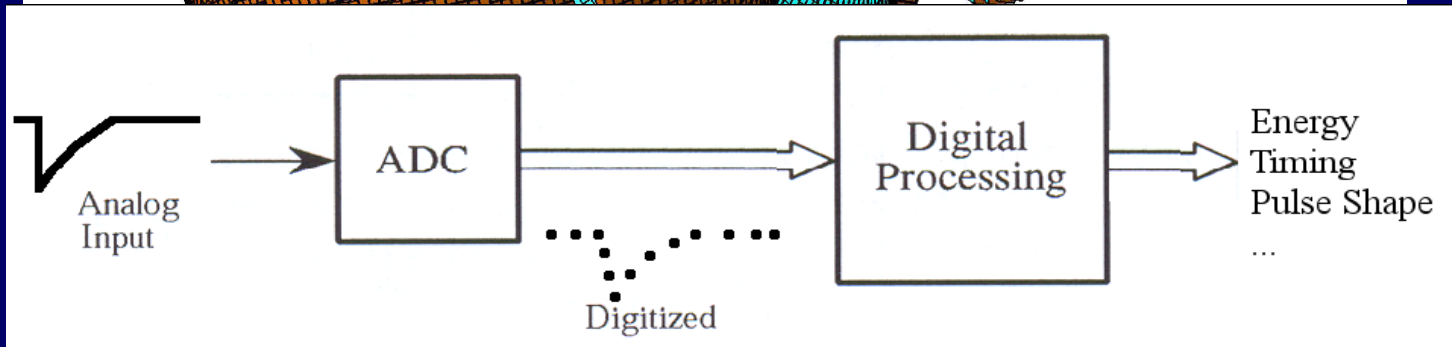 Analog
Input
ADC
Digitized
Digital
Processing
Energy
Timing
Pulse Shape
...